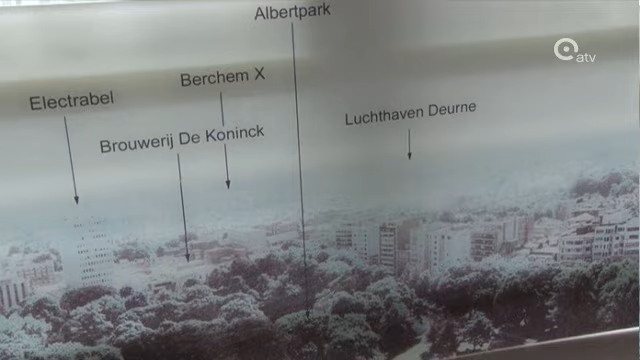 Albertpark
atv
Berchem X
Electrabel
Luchthaven Deurne
Brouwerij De Koninck